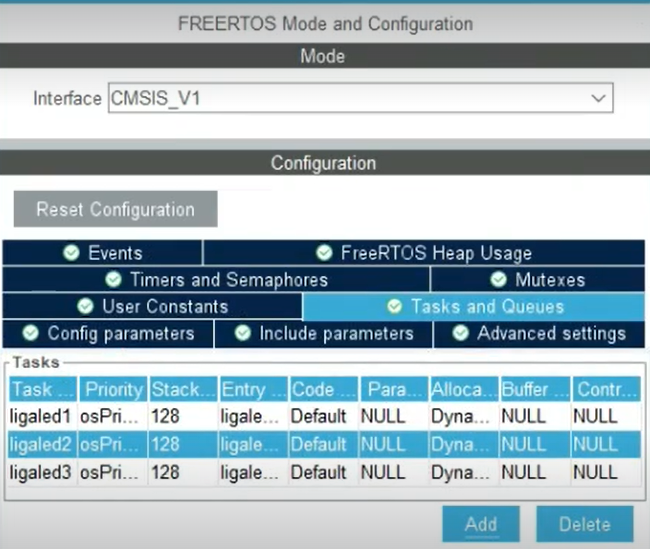 FREERTOS Mode and Configuration
Mode
Interface CMSIS_V1
Configuration
Reset Configuration
Events FreeRTOS Heap Usage
Timers and Semaphores Mutexes
User Constants Tasks and Queues
Config parameters Include parameters Advanced settings
Tasks
Task ... Priority Stack... Entry ... Code ... Para... Alloca... Buffer ... Contr...
ligaled1 osPri... 128 ligale... Default NULL Dyna... NULL NULL
ligaled2 osPri... 128 ligale... Default NULL Dyna... NULL NULL
ligaled3 osPri... 128 ligale... Default NULL Dyna... NULL NULL
Add Delete